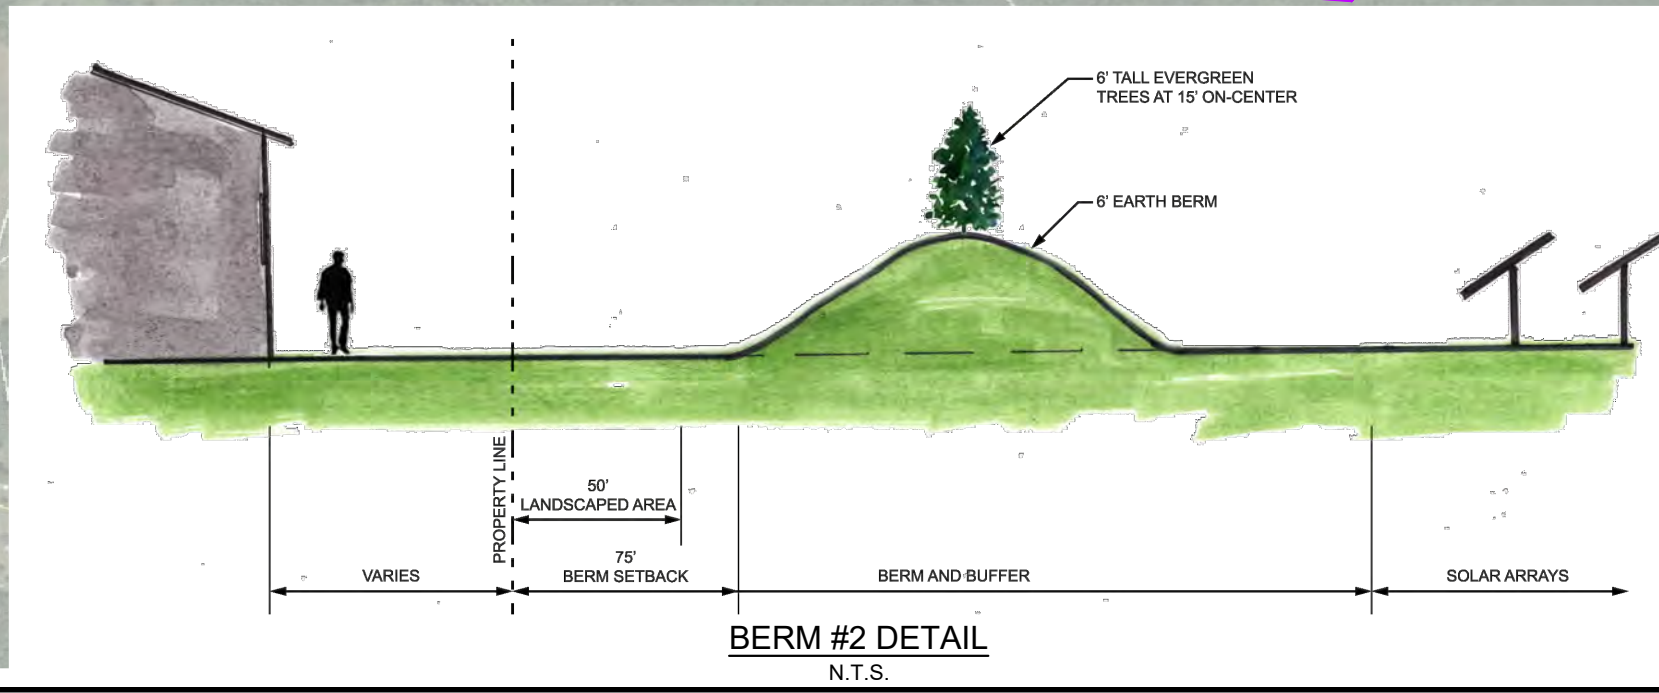 6' TALL EVERGREEN
TREES AT 15' ON-CENTER
6' EARTH BERM
PROPERTY LINE
50'
LANDSCAPED AREA
75'
BERM SETBACK
VARIES
BERM AND BUFFER
SOLAR ARRAYS
BERM #2 DETAIL
N.T.S.